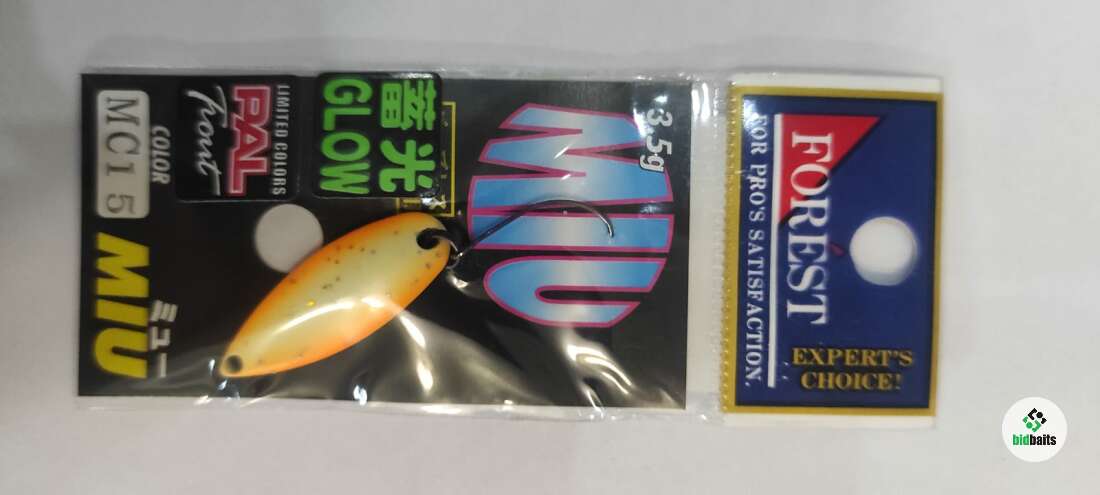 FORÉST
FOR PRO'S SATISFACTION.
EXPERT'S
CHOICE!
3.5g
MIU
蓄光
GLOW
LIMITED COLORS
PAL
Trout
COLOR
MC15
MIU
ミュー
bidbaits